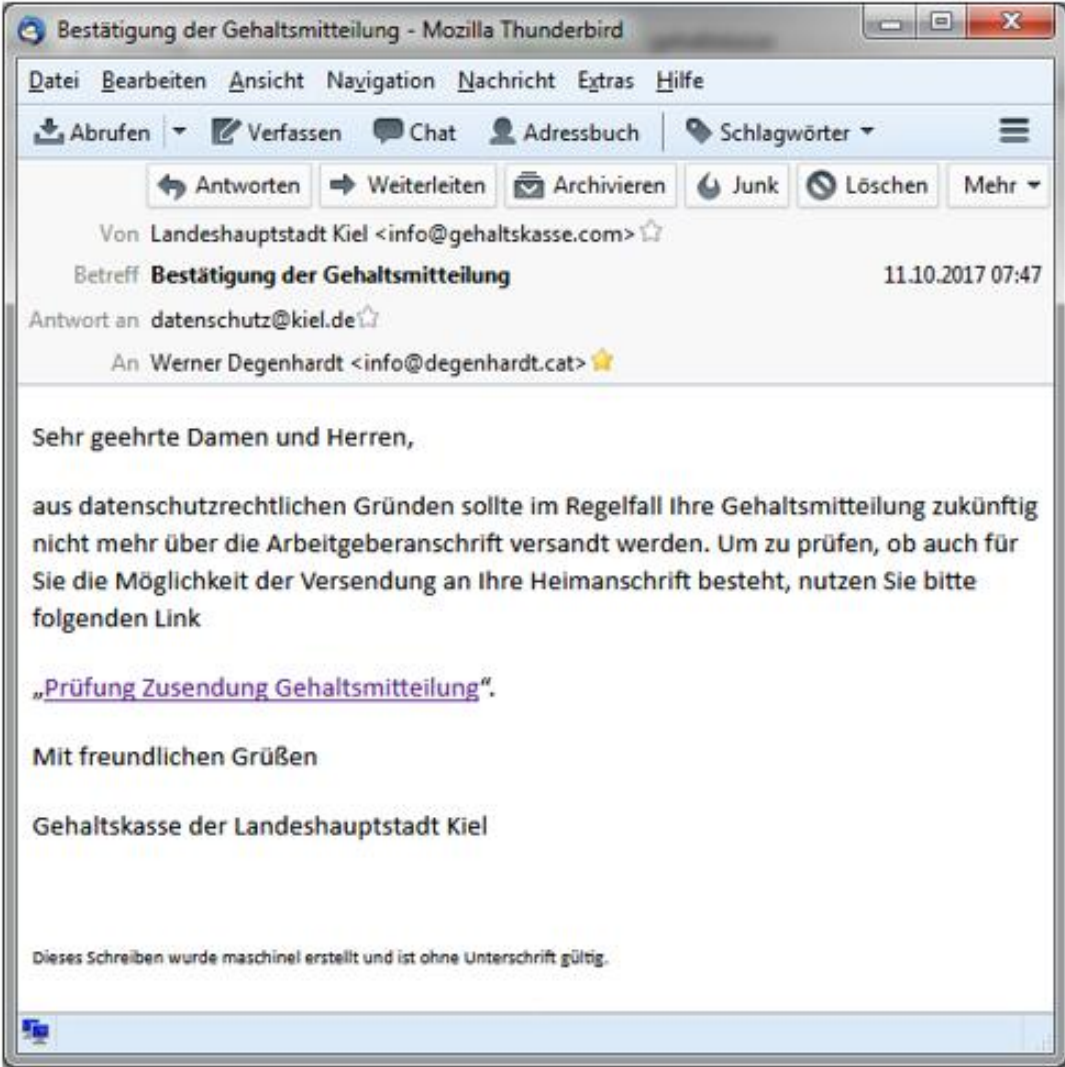 Bestätigung der Gehaltsmitteilung - Mozilla Thunderbird
Datei Bearbeiten Ansicht Navigation Nachricht Extras Hilfe
Abrufen Verfassen Chat Adressbuch Schlagwörter
Antworten Weiterleiten Archivieren Junk Löschen Mehr
Von Landeshauptstadt Kiel <info@gehaltskasse.com>
Betreff Bestätigung der Gehaltsmitteilung 11.10.2017 07:47
Antwort an datenschutz@kiel.de
An Werner Degenhardt <info@degenhardt.cat>
Sehr geehrte Damen und Herren,
aus datenschutzrechtlichen Gründen sollte im Regelfall Ihre Gehaltsmitteilung zukünftig
nicht mehr über die Arbeitgeberanschrift versandt werden. Um zu prüfen, ob auch für
Sie die Möglichkeit der Versendung an Ihre Heimanschrift besteht, nutzen Sie bitte
folgenden Link
„Prüfung Zusendung Gehaltsmitteilung“.
Mit freundlichen Grüßen
Gehaltskasse der Landeshauptstadt Kiel
Dieses Schreiben wurde maschinel erstellt und ist ohne Unterschrift gültig.